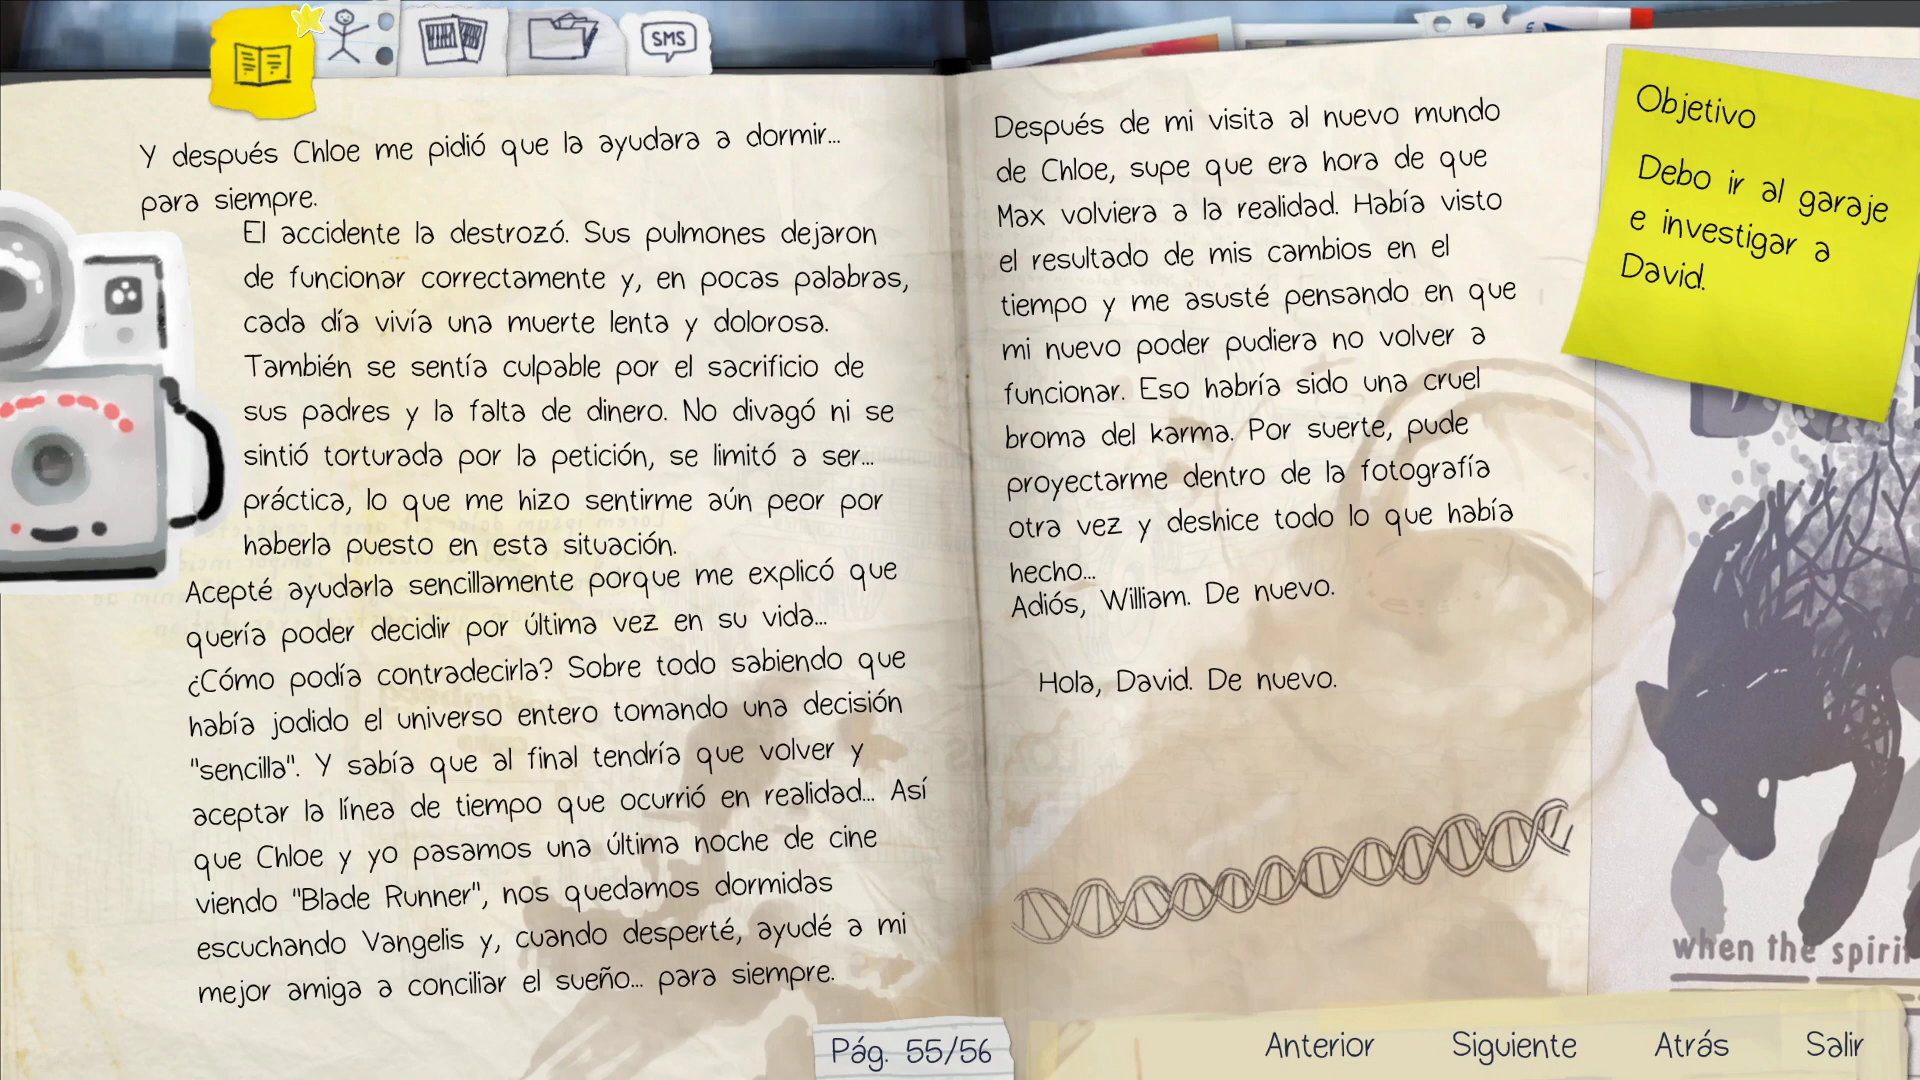 SMS
Y después Chloe me pidió que la ayudara a dormir...
para siempre.
El accidente la destrozó. Sus pulmones dejaron
de funcionar correctamente y, en pocas palabras,
cada día vivía una muerte lenta y dolorosa.
También se sentía culpable por el sacrificio de
sus padres y la falta de dinero. No divagó ni se
sintió torturada por la petición, se limitó a ser...
práctica, lo que me hizo sentirme aún peor por
haberla puesto en esta situación.
Acepté ayudarla sencillamente porque me explicó que
quería poder decidir por última vez en su vida...
¿Cómo podía contradecirla? Sobre todo sabiendo que
había jodido el universo entero tomando una decisión
"sencilla". Y sabía que al final tendría que volver y
aceptar la línea de tiempo que ocurrió en realidad... Así
que Chloe y yo pasamos una última noche de cine
viendo "Blade Runner", nos quedamos dormidas
escuchando Vangelis y, cuando desperté, ayudé a mi
mejor amiga a conciliar el sueño... para siempre.
Después de mi visita al nuevo mundo
de Chloe, supe que era hora de que
Max volviera a la realidad. Había visto
el resultado de mis cambios en el
tiempo y me asusté pensando en que
mi nuevo poder pudiera no volver a
funcionar. Eso habría sido una cruel
broma del karma. Por suerte, pude
proyectarme dentro de la fotografía
otra vez y deshice todo lo que había
hecho...
Adiós, William. De nuevo.
Hola, David. De nuevo.
Objetivo
Debo ir al garaje
e investigar a
David.
when the spirit
Pág. 55/56
Anterior
Siguiente
Atrás
Salir